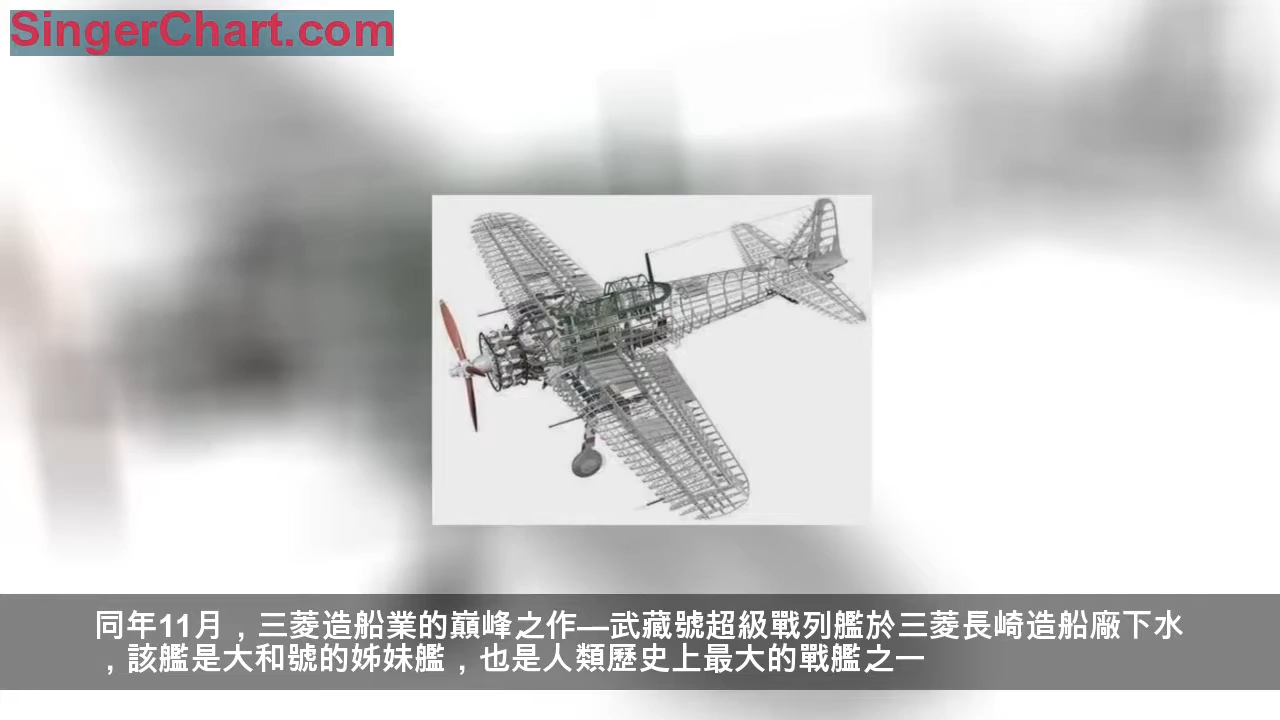 SingerChart.com
同年11月，三菱造船業的巔峰之作—武藏號超級戰列艦於三菱長崎造船廠下水
，該艦是大和號的姊妹艦，也是人類歷史上最大的戰艦之一